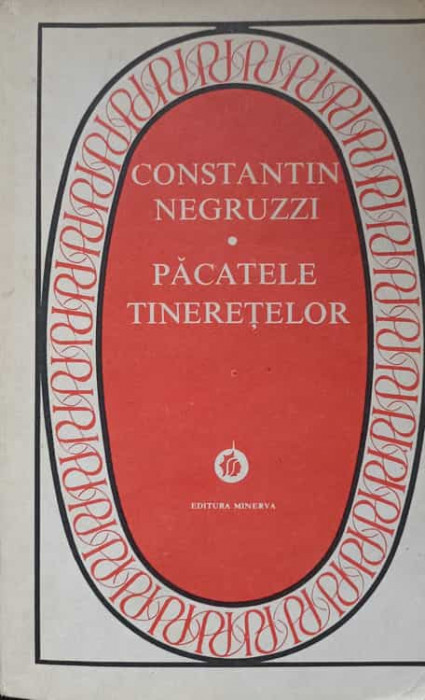 CONSTANTIN
NEGRUZZI
•
PĂCATELE
TINEREȚELOR
EDITURA MINERVA